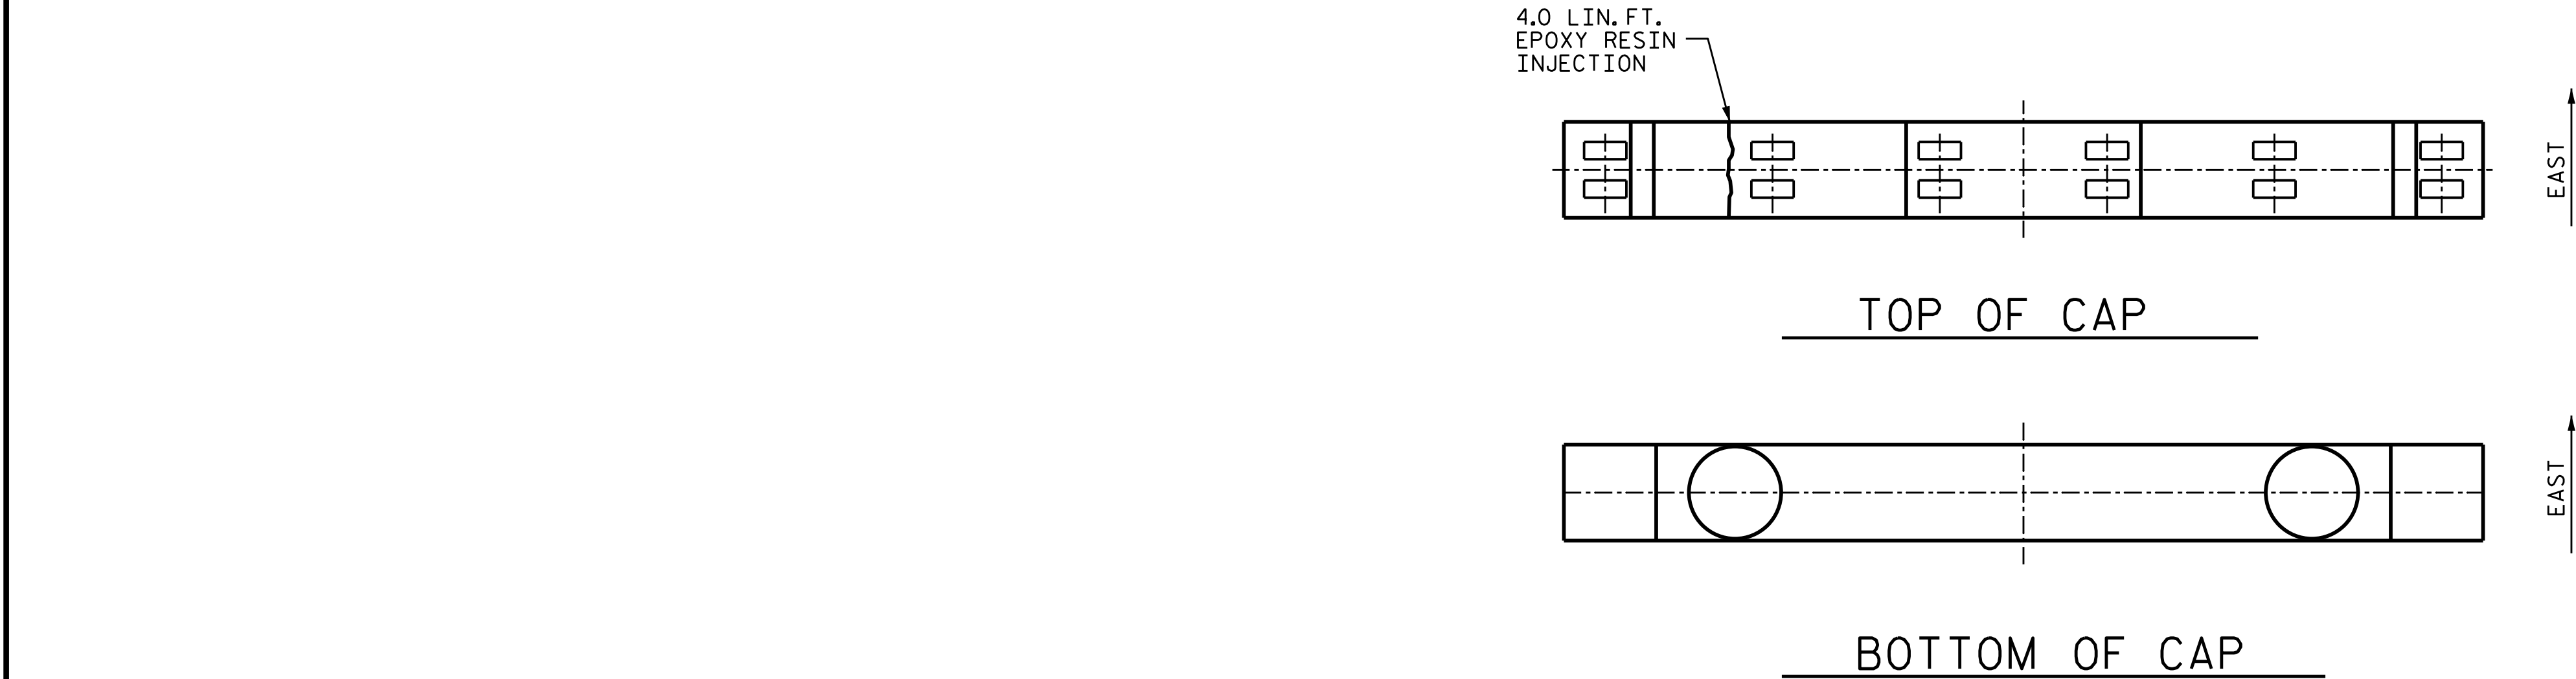 4.0 LIN.FT.
EPOXY RESIN
INJECTION
EAST
TOP OF CAP
EAST
BOTTOM OF CAP